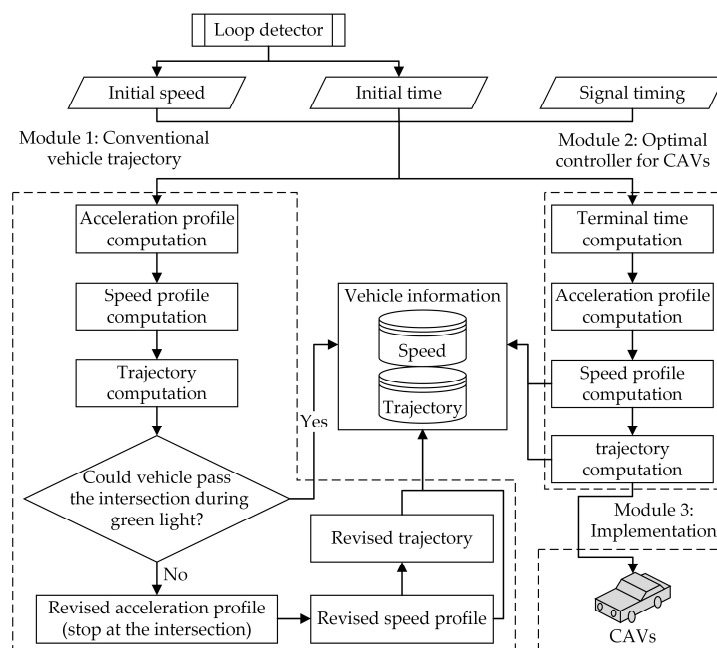 Loop detector
Initial speed
Initial time
Signal timing
Module 1: Conventional
vehicle trajectory
Module 2: Optimal
controller for CAVs
Acceleration profile
computation
Speed profile
computation
Trajectory
computation
Could vehicle pass
the intersection during
green light?
Yes
No
Revised acceleration profile
(stop at the intersection)
Revised speed profile
Revised trajectory
Vehicle information
Speed
Trajectory
Terminal time
computation
Acceleration profile
computation
Speed profile
computation
trajectory
computation
Module 3:
Implementation
CAVs